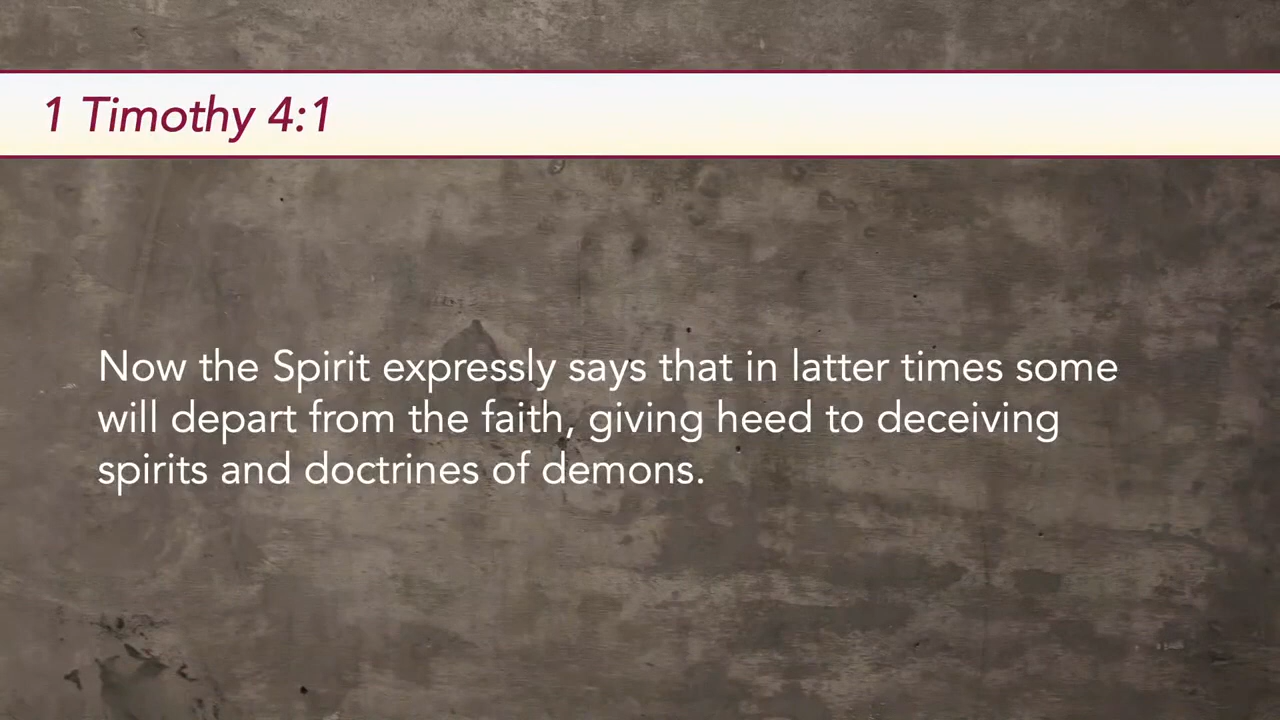 1 Timothy 4:1
Now the Spirit expressly says that in latter times some
will depart from the faith, giving heed to deceiving
spirits and doctrines of demons.